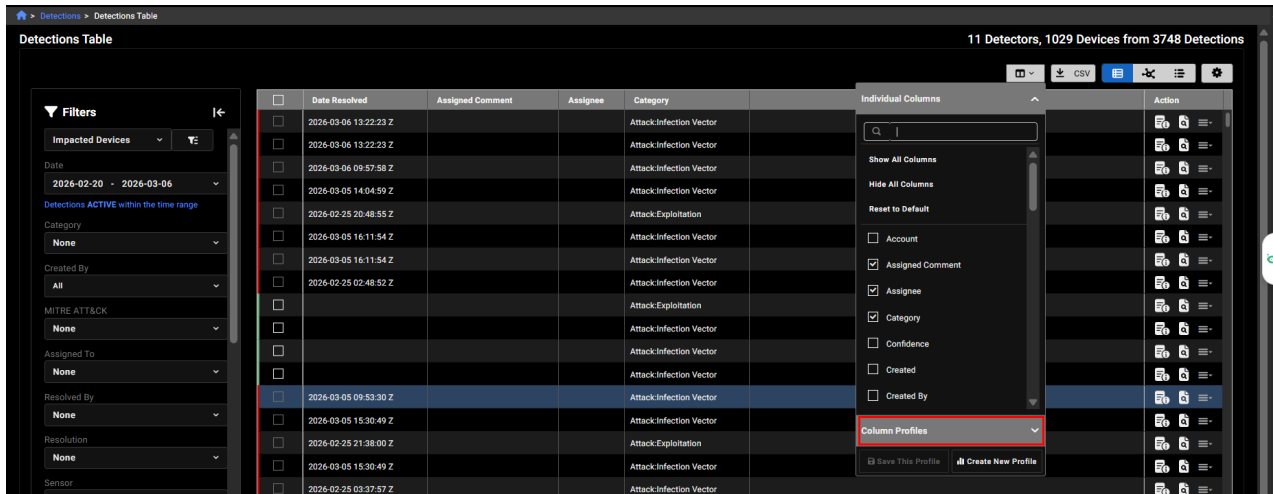 > Detections > Detections Table
Detections Table
11 Detectors, 1029 Devices from 3748 Detections
CSV
Filters
Impacted Devices
Date
2026-02-20 - 2026-03-06
Detections ACTIVE within the time range
Category
None
Created By
All
MITRE ATT&CK
None
Assigned To
None
Resolved By
None
Resolution
None
Sensor
Date Resolved Assigned Comment Assignee Category Action
2026-03-06 13:22:23 Z Attack:Infection Vector
2026-03-06 13:22:23 Z Attack:Infection Vector
2026-03-06 09:57:58 Z Attack:Infection Vector
2026-03-05 14:04:59 Z Attack:Infection Vector
2026-02-25 20:48:55 Z Attack:Exploitation
2026-03-05 16:11:54 Z Attack:Infection Vector
2026-03-05 16:11:54 Z Attack:Infection Vector
2026-02-25 02:48:52 Z Attack:Infection Vector
Attack:Exploitation
Attack:Infection Vector
Attack:Infection Vector
Attack:Infection Vector
2026-03-05 09:53:30 Z Attack:Infection Vector
2026-03-05 15:30:49 Z Attack:Infection Vector
2026-02-25 21:38:00 Z Attack:Exploitation
2026-03-05 15:30:49 Z Attack:Infection Vector
2026-02-25 03:37:57 Z Attack:Infection Vector
Individual Columns
Show All Columns
Hide All Columns
Reset to Default
Account
Assigned Comment
Assignee
Category
Confidence
Created
Created By
Column Profiles
Save This Profile
Create New Profile